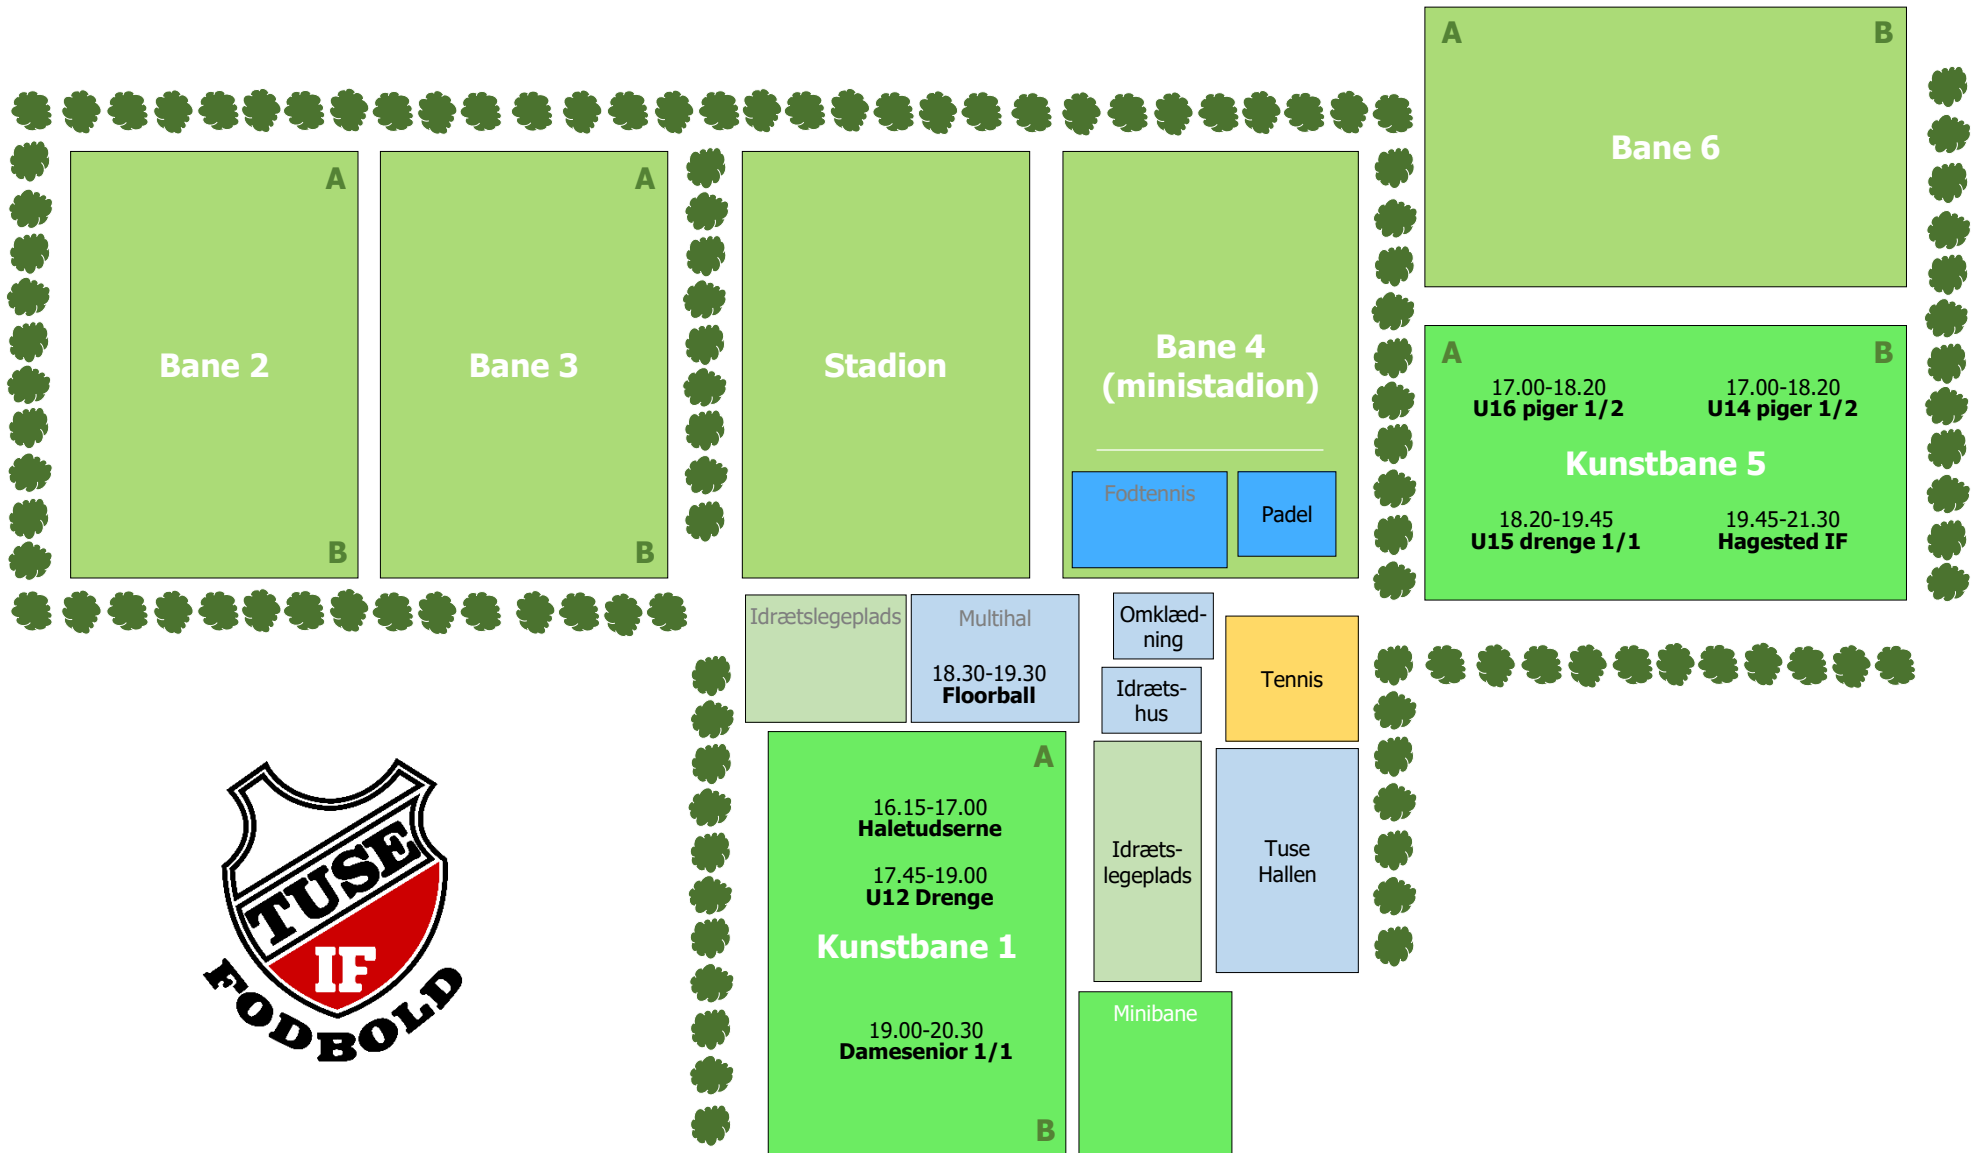 A
B
Bane 6
A
B
Bane 2
A
B
Bane 3
Stadion
Bane 4
(ministadion)
Fodtennis
Padel
A
B
17.00-18.20
U16 piger 1/2
17.00-18.20
U14 piger 1/2
Kunstbane 5
18.20-19.45
U15 drenge 1/1
19.45-21.30
Hagested IF
Idrætslegeplads
Multihal
18.30-19.30
Floorball
Omklæd-
ning
Idræts-
hus
Tennis
A
16.15-17.00
Haletudserne
17.45-19.00
U12 Drenge
Kunstbane 1
19.00-20.30
Damesenior 1/1
B
Idræts-
legeplads
Tuse
Hallen
Minibane
TUSE
IF
FODBOLD